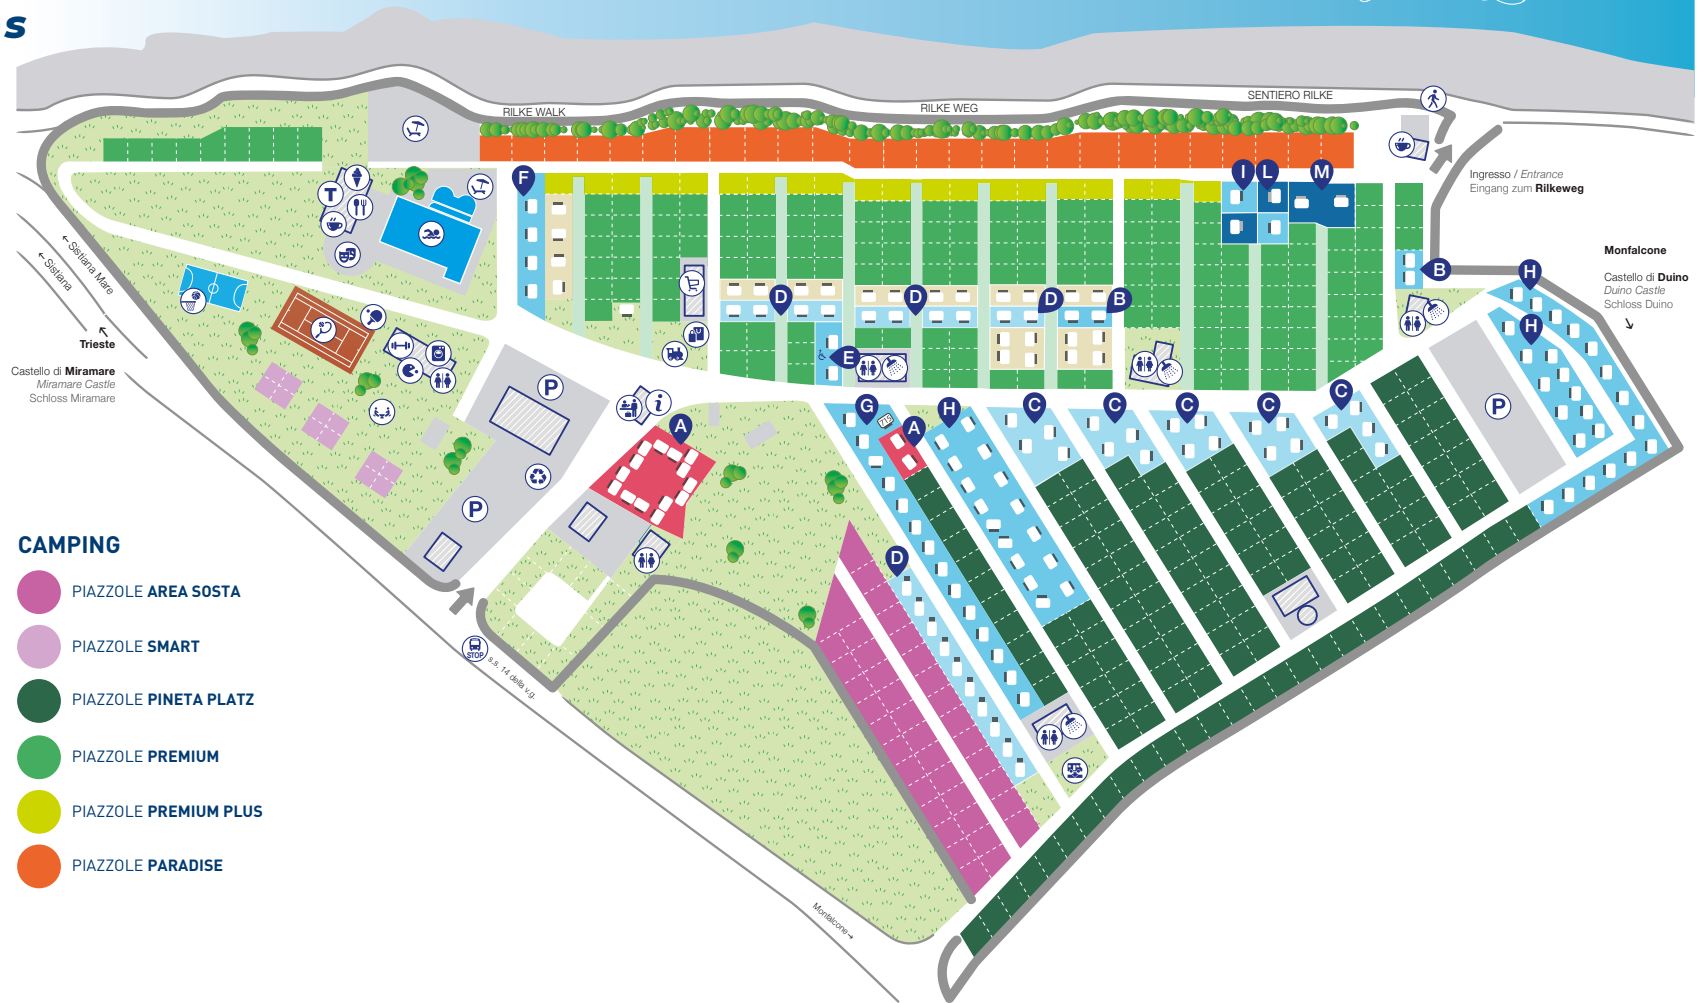 s
RILKE WALK
RILKE WEG
SENTIERO RILKE
Ingresso / Entrance
Eingang zum Rilkeweg
Monfalcone
Castello di Duino
Duino Castle
Schloss Duino
↘
← Sistiana Mare
← Sistiana
↖
Trieste
Castello di Miramare
Miramare Castle
Schloss Miramare
T
F
I
L
M
B
H
H
D
D
D
B
E
P
i
A
G
713
A
H
C
C
C
C
C
P
P
D
STOP
s.s. 14 della v.g.
Monfalcone →
CAMPING
PIAZZOLE AREA SOSTA
PIAZZOLE SMART
PIAZZOLE PINETA PLATZ
PIAZZOLE PREMIUM
PIAZZOLE PREMIUM PLUS
PIAZZOLE PARADISE